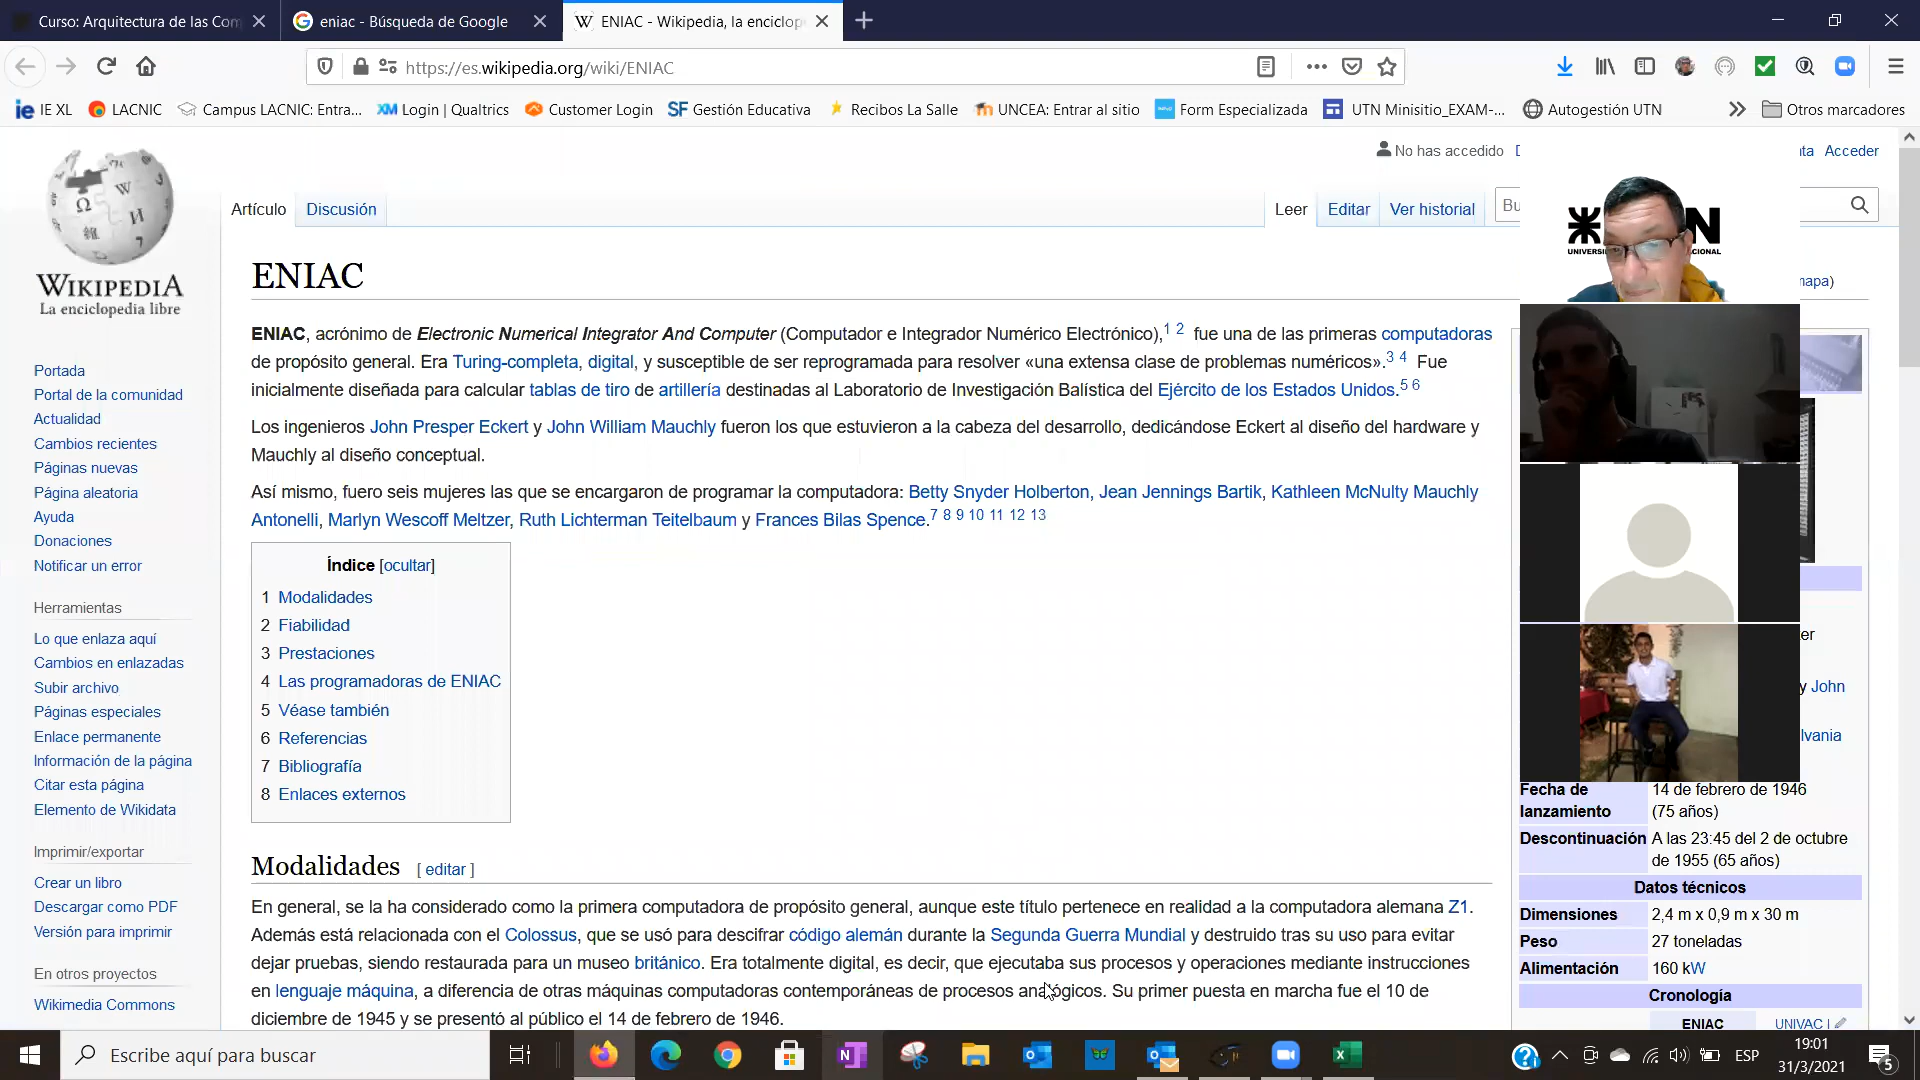 Curso: Arquitectura de las Com
eniac - Búsqueda de Google
ENIAC - Wikipedia, la enciclop
https://es.wikipedia.org/wiki/ENIAC
IE XL
LACNIC
Campus LACNIC: Entra...
Login | Qualtrics
Customer Login
Gestión Educativa
Recibos La Salle
UNCEA: Entrar al sitio
Form Especializada
UTN Minisitio_EXAM-...
Autogestión UTN
Otros marcadores
No has accedido
Acceder
Artículo
Discusión
Leer
Editar
Ver historial
WIKIPEDIA
La enciclopedia libre
ENIAC
mapa)
ENIAC, acrónimo de Electronic Numerical Integrator And Computer (Computador e Integrador Numérico Electrónico),1 2 fue una de las primeras computadoras
de propósito general. Era Turing-completa, digital, y susceptible de ser reprogramada para resolver «una extensa clase de problemas numéricos».3 4 Fue
inicialmente diseñada para calcular tablas de tiro de artillería destinadas al Laboratorio de Investigación Balística del Ejército de los Estados Unidos.5 6
Los ingenieros John Presper Eckert y John William Mauchly fueron los que estuvieron a la cabeza del desarrollo, dedicándose Eckert al diseño del hardware y
Mauchly al diseño conceptual.
Así mismo, fuero seis mujeres las que se encargaron de programar la computadora: Betty Snyder Holberton, Jean Jennings Bartik, Kathleen McNulty Mauchly
Antonelli, Marlyn Wescoff Meltzer, Ruth Lichterman Teitelbaum y Frances Bilas Spence.7 8 9 10 11 12 13
Índice [ocultar]
1 Modalidades
2 Fiabilidad
3 Prestaciones
4 Las programadoras de ENIAC
5 Véase también
6 Referencias
7 Bibliografía
8 Enlaces externos
Modalidades [ editar ]
En general, se la ha considerado como la primera computadora de propósito general, aunque este título pertenece en realidad a la computadora alemana Z1.
Además está relacionada con el Colossus, que se usó para descifrar código alemán durante la Segunda Guerra Mundial y destruido tras su uso para evitar
dejar pruebas, siendo restaurada para un museo británico. Era totalmente digital, es decir, que ejecutaba sus procesos y operaciones mediante instrucciones
en lenguaje máquina, a diferencia de otras máquinas computadoras contemporáneas de procesos analógicos. Su primer puesta en marcha fue el 10 de
diciembre de 1945 y se presentó al público el 14 de febrero de 1946.
Portada
Portal de la comunidad
Actualidad
Cambios recientes
Páginas nuevas
Página aleatoria
Ayuda
Donaciones
Notificar un error
Herramientas
Lo que enlaza aquí
Cambios en enlazadas
Subir archivo
Páginas especiales
Enlace permanente
Información de la página
Citar esta página
Elemento de Wikidata
Imprimir/exportar
Crear un libro
Descargar como PDF
Versión para imprimir
En otros proyectos
Wikimedia Commons
y John
lvania
Fecha de lanzamiento 14 de febrero de 1946
(75 años)
Descontinuación A las 23:45 del 2 de octubre
de 1955 (65 años)
Datos técnicos
Dimensiones 2,4 m x 0,9 m x 30 m
Peso 27 toneladas
Alimentación 160 kW
Cronología
ENIAC UNIVAC I
Escribe aquí para buscar
ESP
19:01
31/3/2021
5